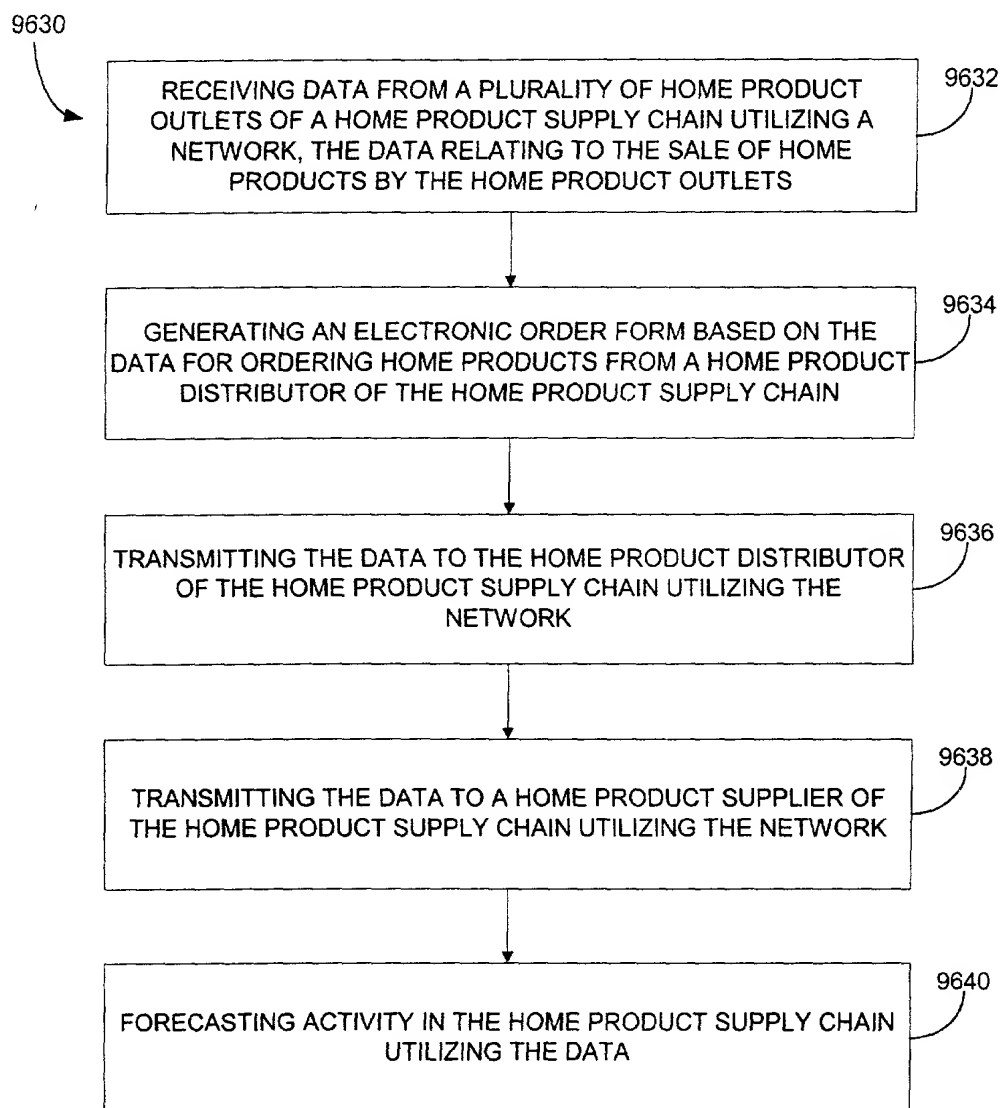 9630
9632
RECEIVING DATA FROM A PLURALITY OF HOME PRODUCT
OUTLETS OF A HOME PRODUCT SUPPLY CHAIN UTILIZING A
NETWORK, THE DATA RELATING TO THE SALE OF HOME
PRODUCTS BY THE HOME PRODUCT OUTLETS
9634
GENERATING AN ELECTRONIC ORDER FORM BASED ON THE
DATA FOR ORDERING HOME PRODUCTS FROM A HOME PRODUCT
DISTRIBUTOR OF THE HOME PRODUCT SUPPLY CHAIN
9636
TRANSMITTING THE DATA TO THE HOME PRODUCT DISTRIBUTOR
OF THE HOME PRODUCT SUPPLY CHAIN UTILIZING THE
NETWORK
9638
TRANSMITTING THE DATA TO A HOME PRODUCT SUPPLIER OF
THE HOME PRODUCT SUPPLY CHAIN UTILIZING THE NETWORK
9640
FORECASTING ACTIVITY IN THE HOME PRODUCT SUPPLY CHAIN
UTILIZING THE DATA